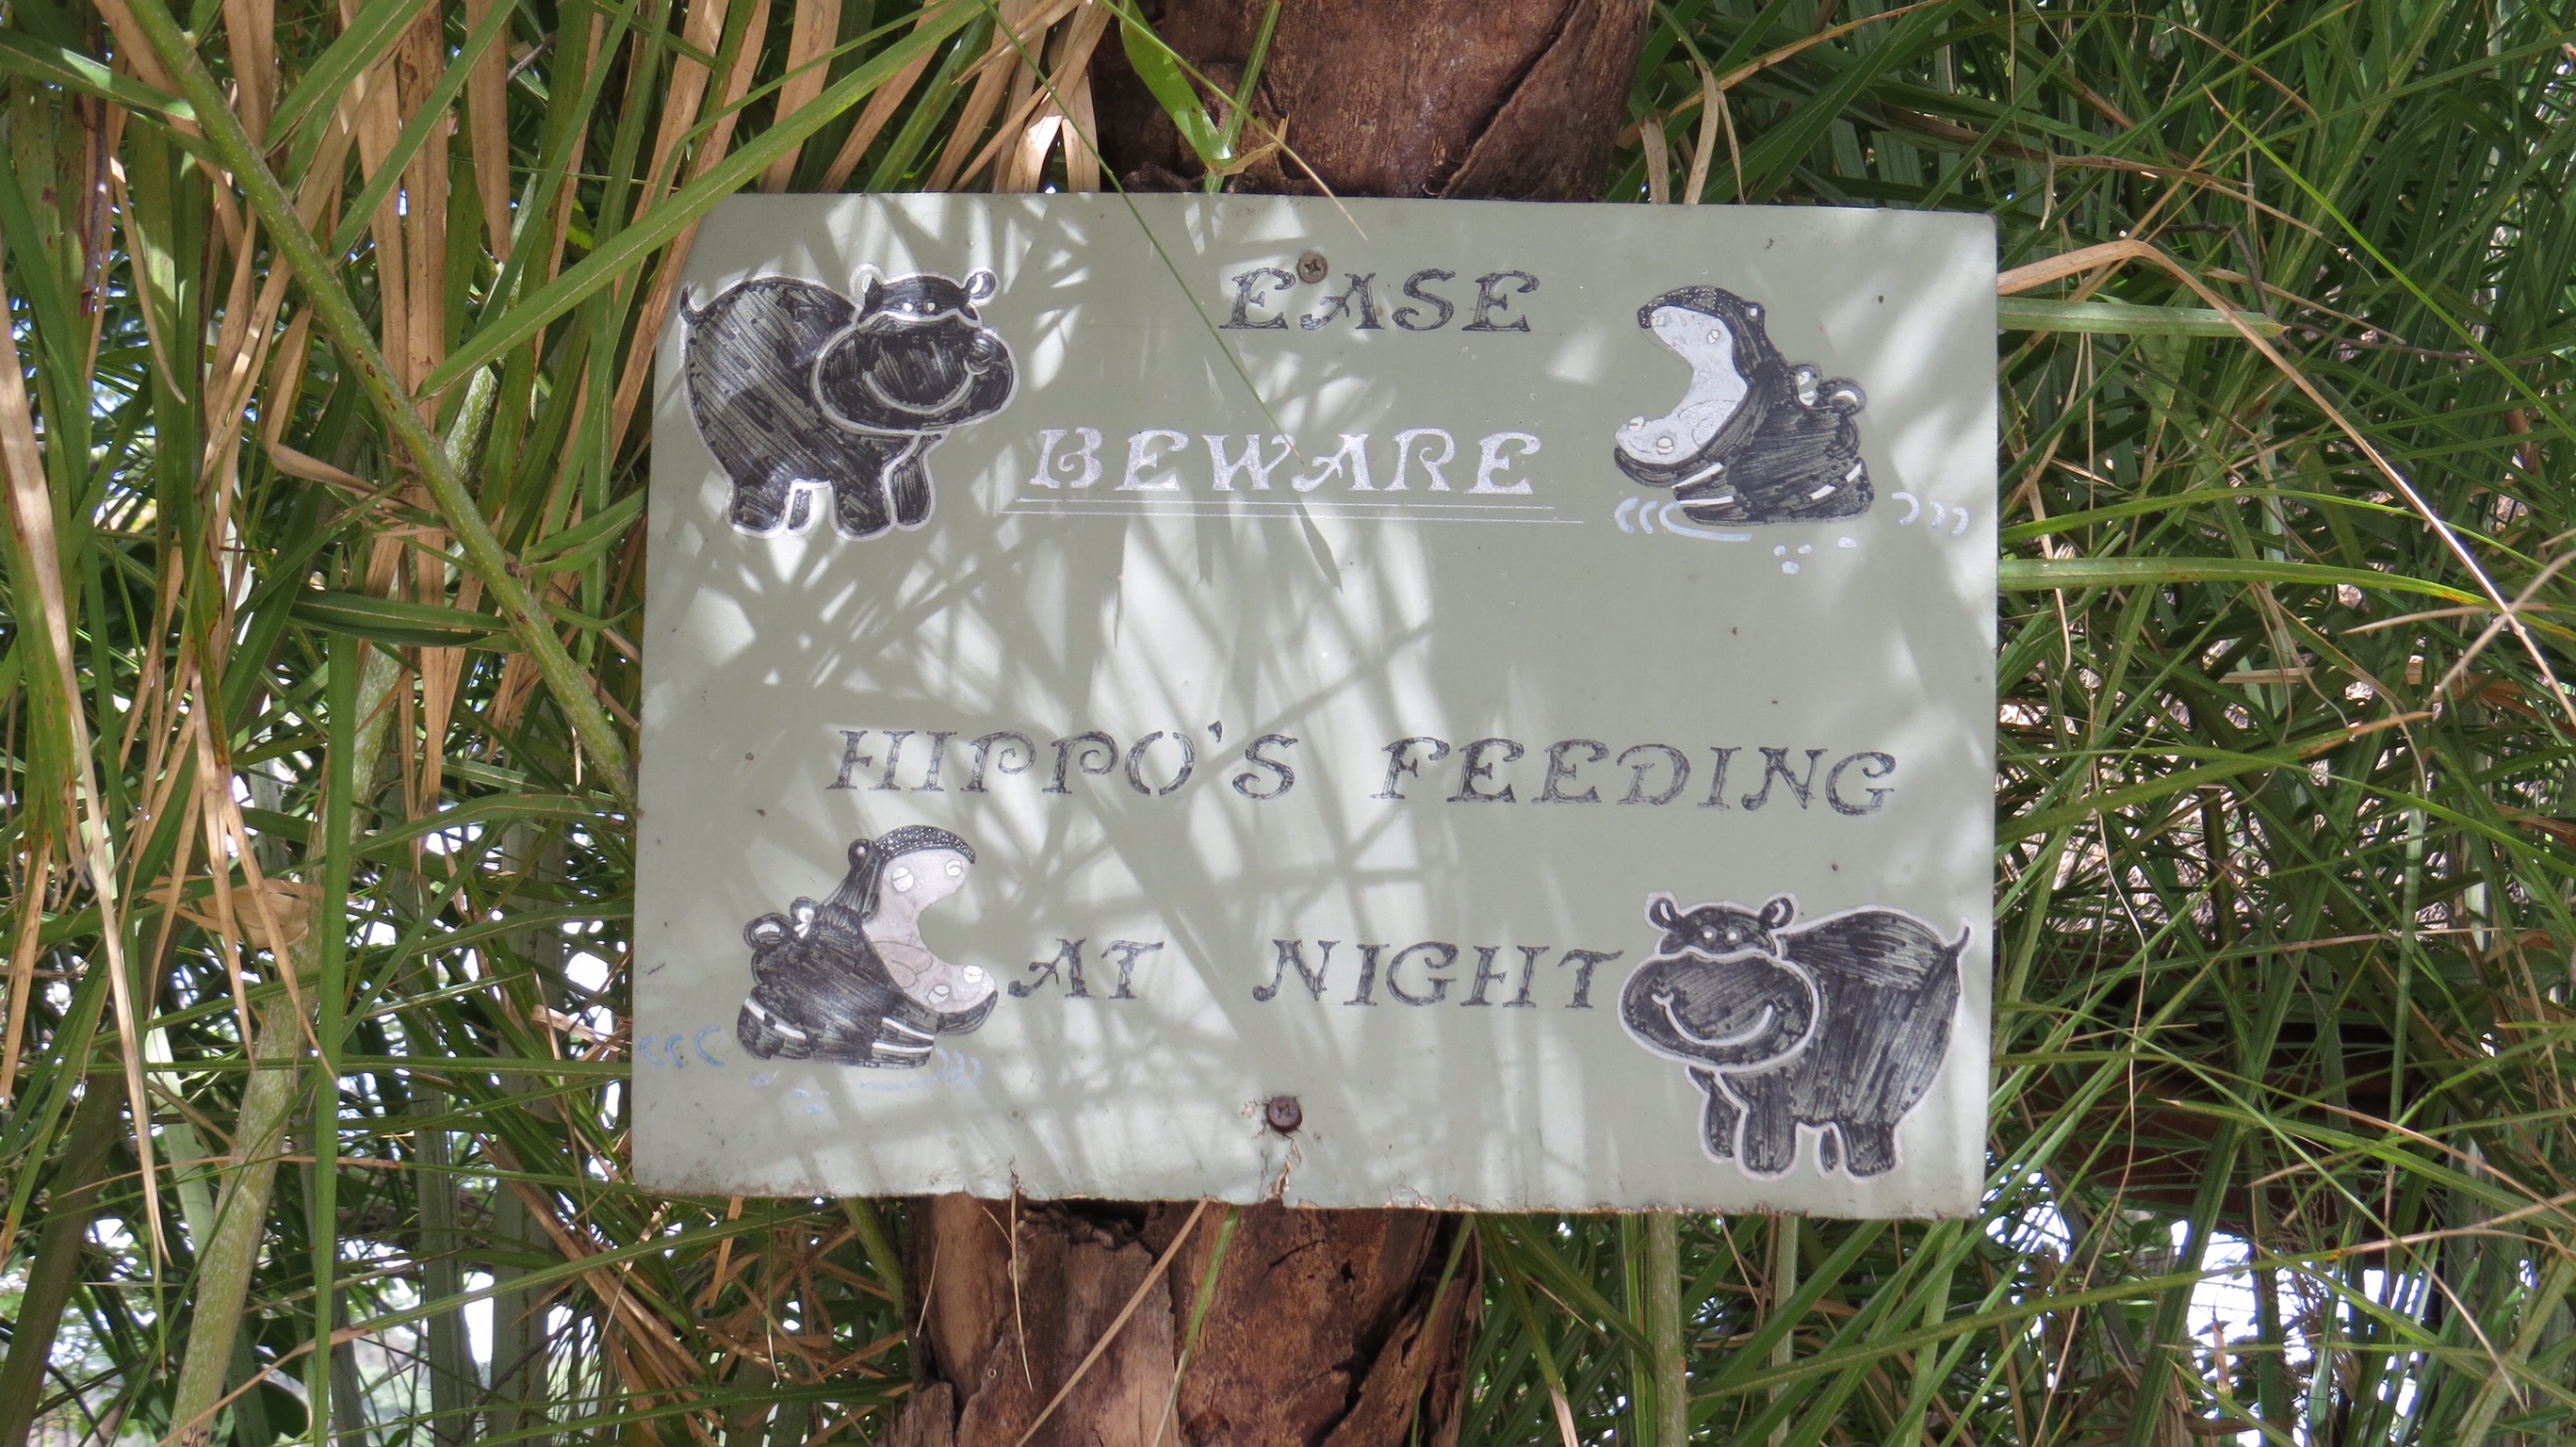 EASE
BEWARE
HIPPO'S FEEDING
AT NIGHT